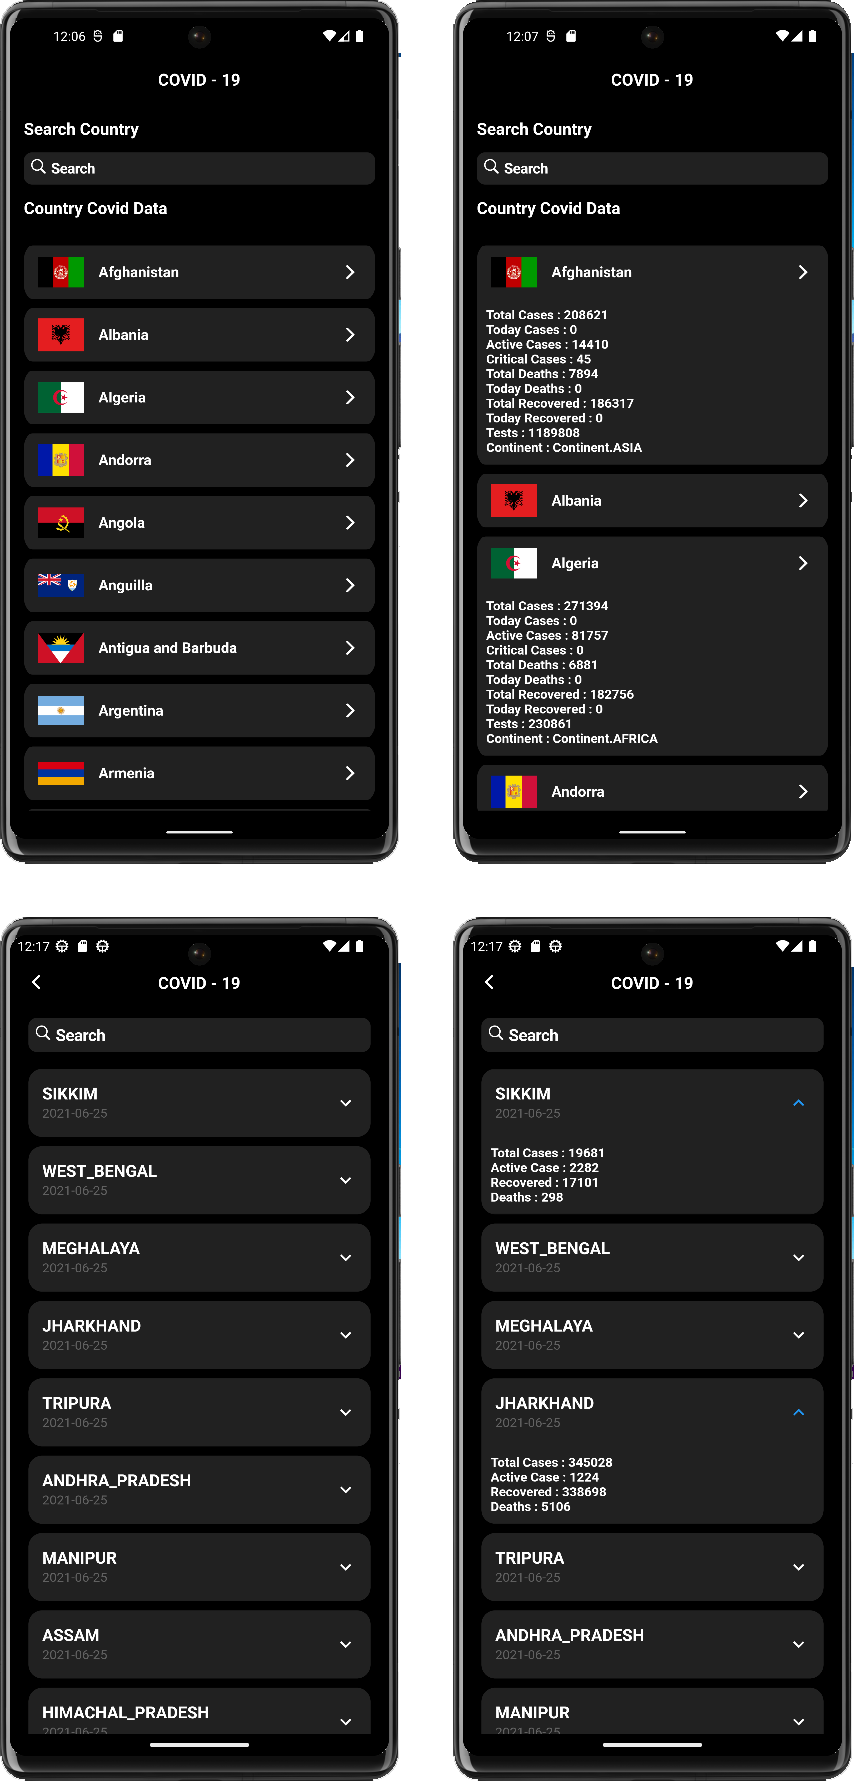 12:06
COVID - 19
Search Country
Search
Country Covid Data
Afghanistan
Albania
Algeria
Andorra
Angola
Anguilla
Antigua and Barbuda
Argentina
Armenia
12:07
COVID - 19
Search Country
Search
Country Covid Data
Afghanistan
Total Cases : 208621
Today Cases : 0
Active Cases : 14410
Critical Cases : 45
Total Deaths : 7894
Today Deaths : 0
Total Recovered : 186317
Today Recovered : 0
Tests : 1189808
Continent : Continent.ASIA
Albania
Algeria
Total Cases : 271394
Today Cases : 0
Active Cases : 81757
Critical Cases : 0
Total Deaths : 6881
Today Deaths : 0
Total Recovered : 182756
Today Recovered : 0
Tests : 230861
Continent : Continent.AFRICA
Andorra
12:17
COVID - 19
Search
SIKKIM
2021-06-25
WEST_BENGAL
2021-06-25
MEGHALAYA
2021-06-25
JHARKHAND
2021-06-25
TRIPURA
2021-06-25
ANDHRA_PRADESH
2021-06-25
MANIPUR
2021-06-25
ASSAM
2021-06-25
HIMACHAL_PRADESH
2021-06-25
12:17
COVID - 19
Search
SIKKIM
2021-06-25
Total Cases : 19681
Active Case : 2282
Recovered : 17101
Deaths : 298
WEST_BENGAL
2021-06-25
MEGHALAYA
2021-06-25
JHARKHAND
2021-06-25
Total Cases : 345028
Active Case : 1224
Recovered : 338698
Deaths : 5106
TRIPURA
2021-06-25
ANDHRA_PRADESH
2021-06-25
MANIPUR
2021-06-25